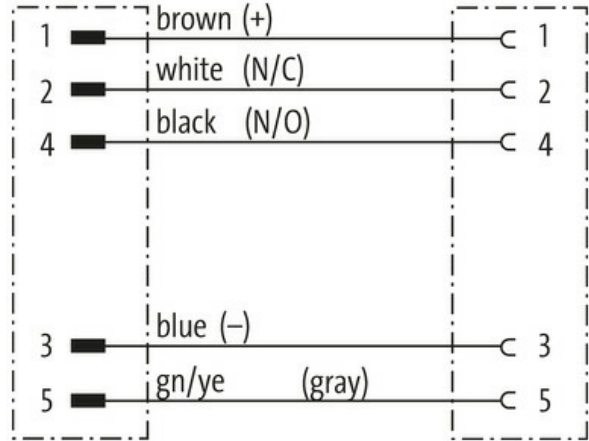 1 brown (+) 1
2 white (N/C) 2
4 black (N/O) 4
3 blue (–) 3
5 gn/ye (gray) 5